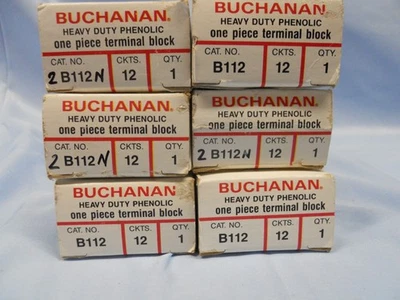 BUCHANAN®
HEAVY DUTY PHENOLIC
one piece terminal block
CAT. NO. CKTS. QTY.
2 B112 N 12 1
BUCHANAN®
HEAVY DUTY PHENOLIC
one piece terminal block
CAT. NO. CKTS. QTY.
B112 12 1
BUCHANAN®
HEAVY DUTY PHENOLIC
one piece terminal block
CAT. NO. CKTS. QTY.
2 B112 N 12 1
BUCHANAN®
HEAVY DUTY PHENOLIC
one piece terminal block
CAT. NO. CKTS. QTY.
2 B112 N 12 1
BUCHANAN®
HEAVY DUTY PHENOLIC
one piece terminal block
CAT. NO. CKTS. QTY.
B112 12 1
BUCHANAN®
HEAVY DUTY PHENOLIC
one piece terminal block
CAT. NO. CKTS. QTY.
B112 12 1